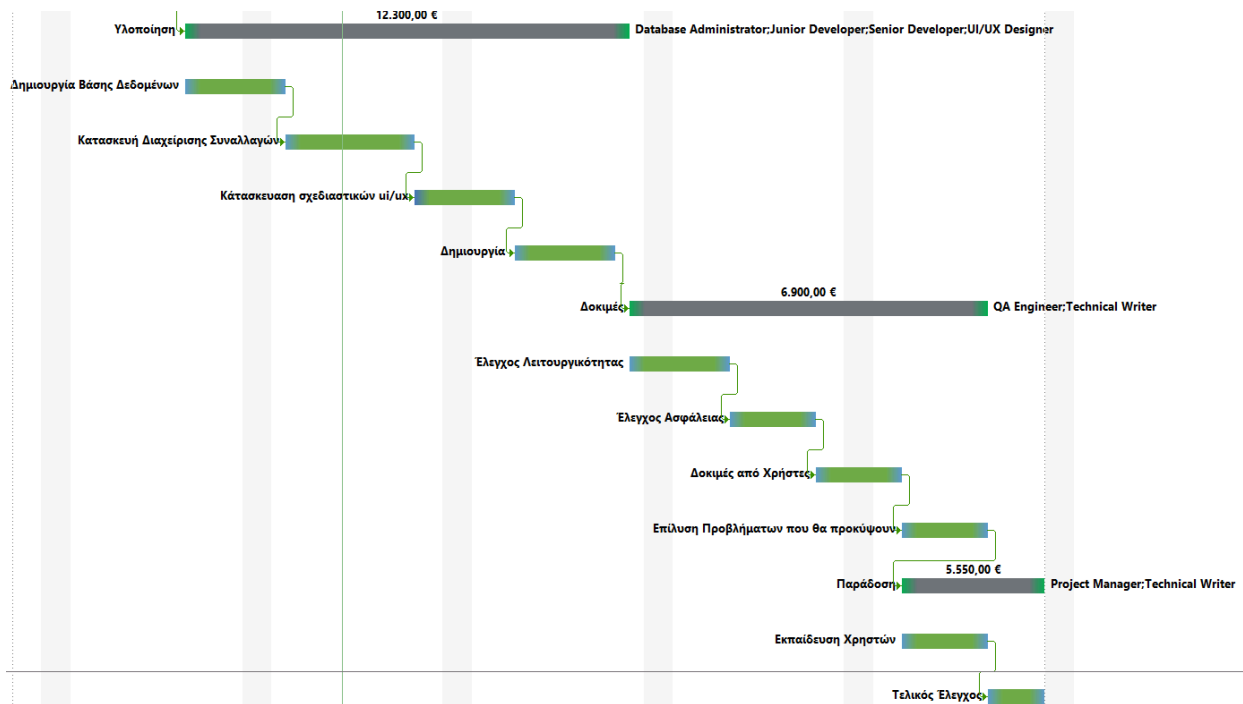 12.300,00 €
Υλοποίηση
Database Administrator;Junior Developer;Senior Developer;UI/UX Designer
Δημιουργία Βάσης Δεδομένων
Κατασκευή Διαχείρισης Συναλλαγών
Κάτασκευαση σχεδιαστικών ui/ux
Δημιουργία
6.900,00 €
Δοκιμές
QA Engineer;Technical Writer
Έλεγχος Λειτουργικότητας
Έλεγχος Ασφάλειας
Δοκιμές από Χρήστες
Επίλυση Προβλήματων που θα προκύψουν
5.550,00 €
Παράδοση
Project Manager;Technical Writer
Εκπαίδευση Χρηστών
Τελικός Έλεγχος